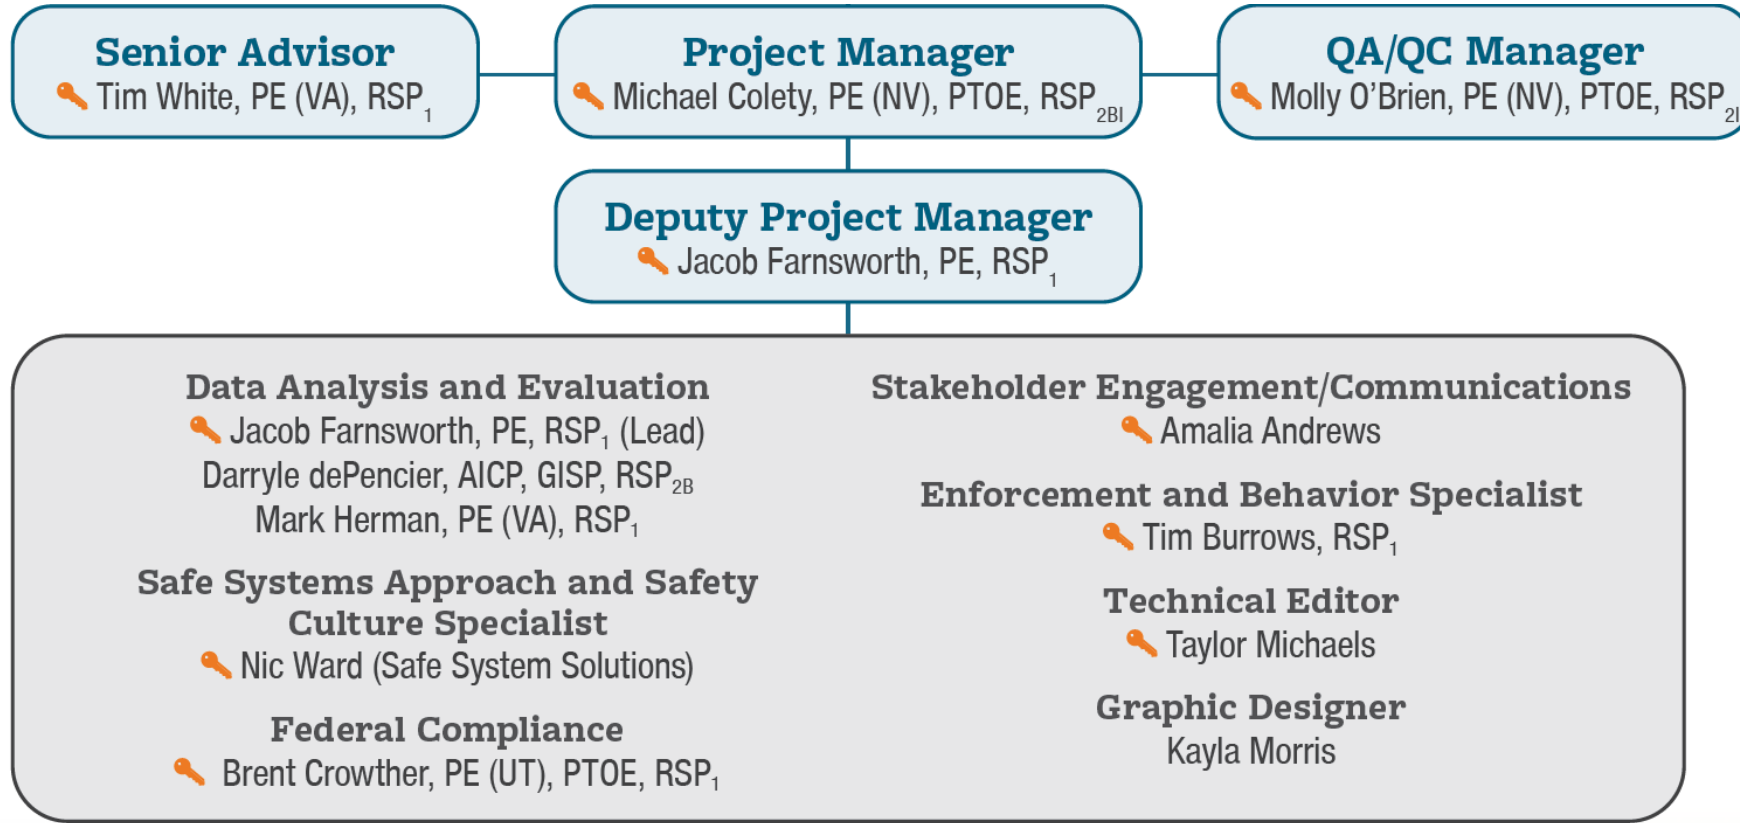 Senior Advisor
Tim White, PE (VA), RSP₁
Project Manager
Michael Colety, PE (NV), PTOE, RSP₂BI
QA/QC Manager
Molly O’Brien, PE (NV), PTOE, RSP₂I
Deputy Project Manager
Jacob Farnsworth, PE, RSP₁
Data Analysis and Evaluation
Jacob Farnsworth, PE, RSP₁ (Lead)
Darryle dePencier, AICP, GISP, RSP₂B
Mark Herman, PE (VA), RSP₁
Safe Systems Approach and Safety
Culture Specialist
Nic Ward (Safe System Solutions)
Federal Compliance
Brent Crowther, PE (UT), PTOE, RSP₁
Stakeholder Engagement/Communications
Amalia Andrews
Enforcement and Behavior Specialist
Tim Burrows, RSP₁
Technical Editor
Taylor Michaels
Graphic Designer
Kayla Morris